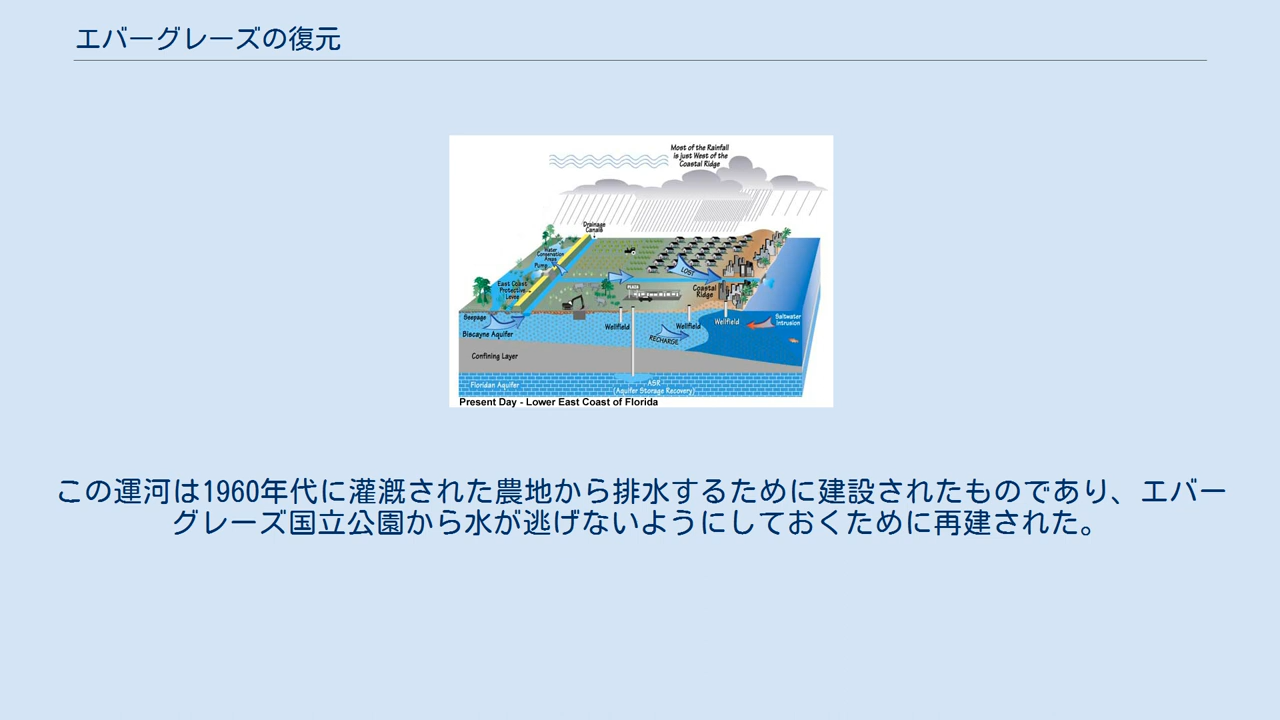 エバーグレーズの復元
Most of the Rainfall
is just West of the
Coastal Ridge
Drainage
Canals
Water
Conservation
Areas
Pump
East Coast
Protective
Levee
LOST
Coastal
Ridge
PLAZA
Seepage
Wellfield
Wellfield
Wellfield
Saltwater
Intrusion
Biscayne Aquifer
RECHARGE
Confining Layer
Floridan Aquifer
ASR
(Aquifer Storage Recovery)
Present Day - Lower East Coast of Florida
この運河は1960年代に灌漑された農地から排水するために建設されたものであり、エバー
グレーズ国立公園から水が逃げないようにしておくために再建された。